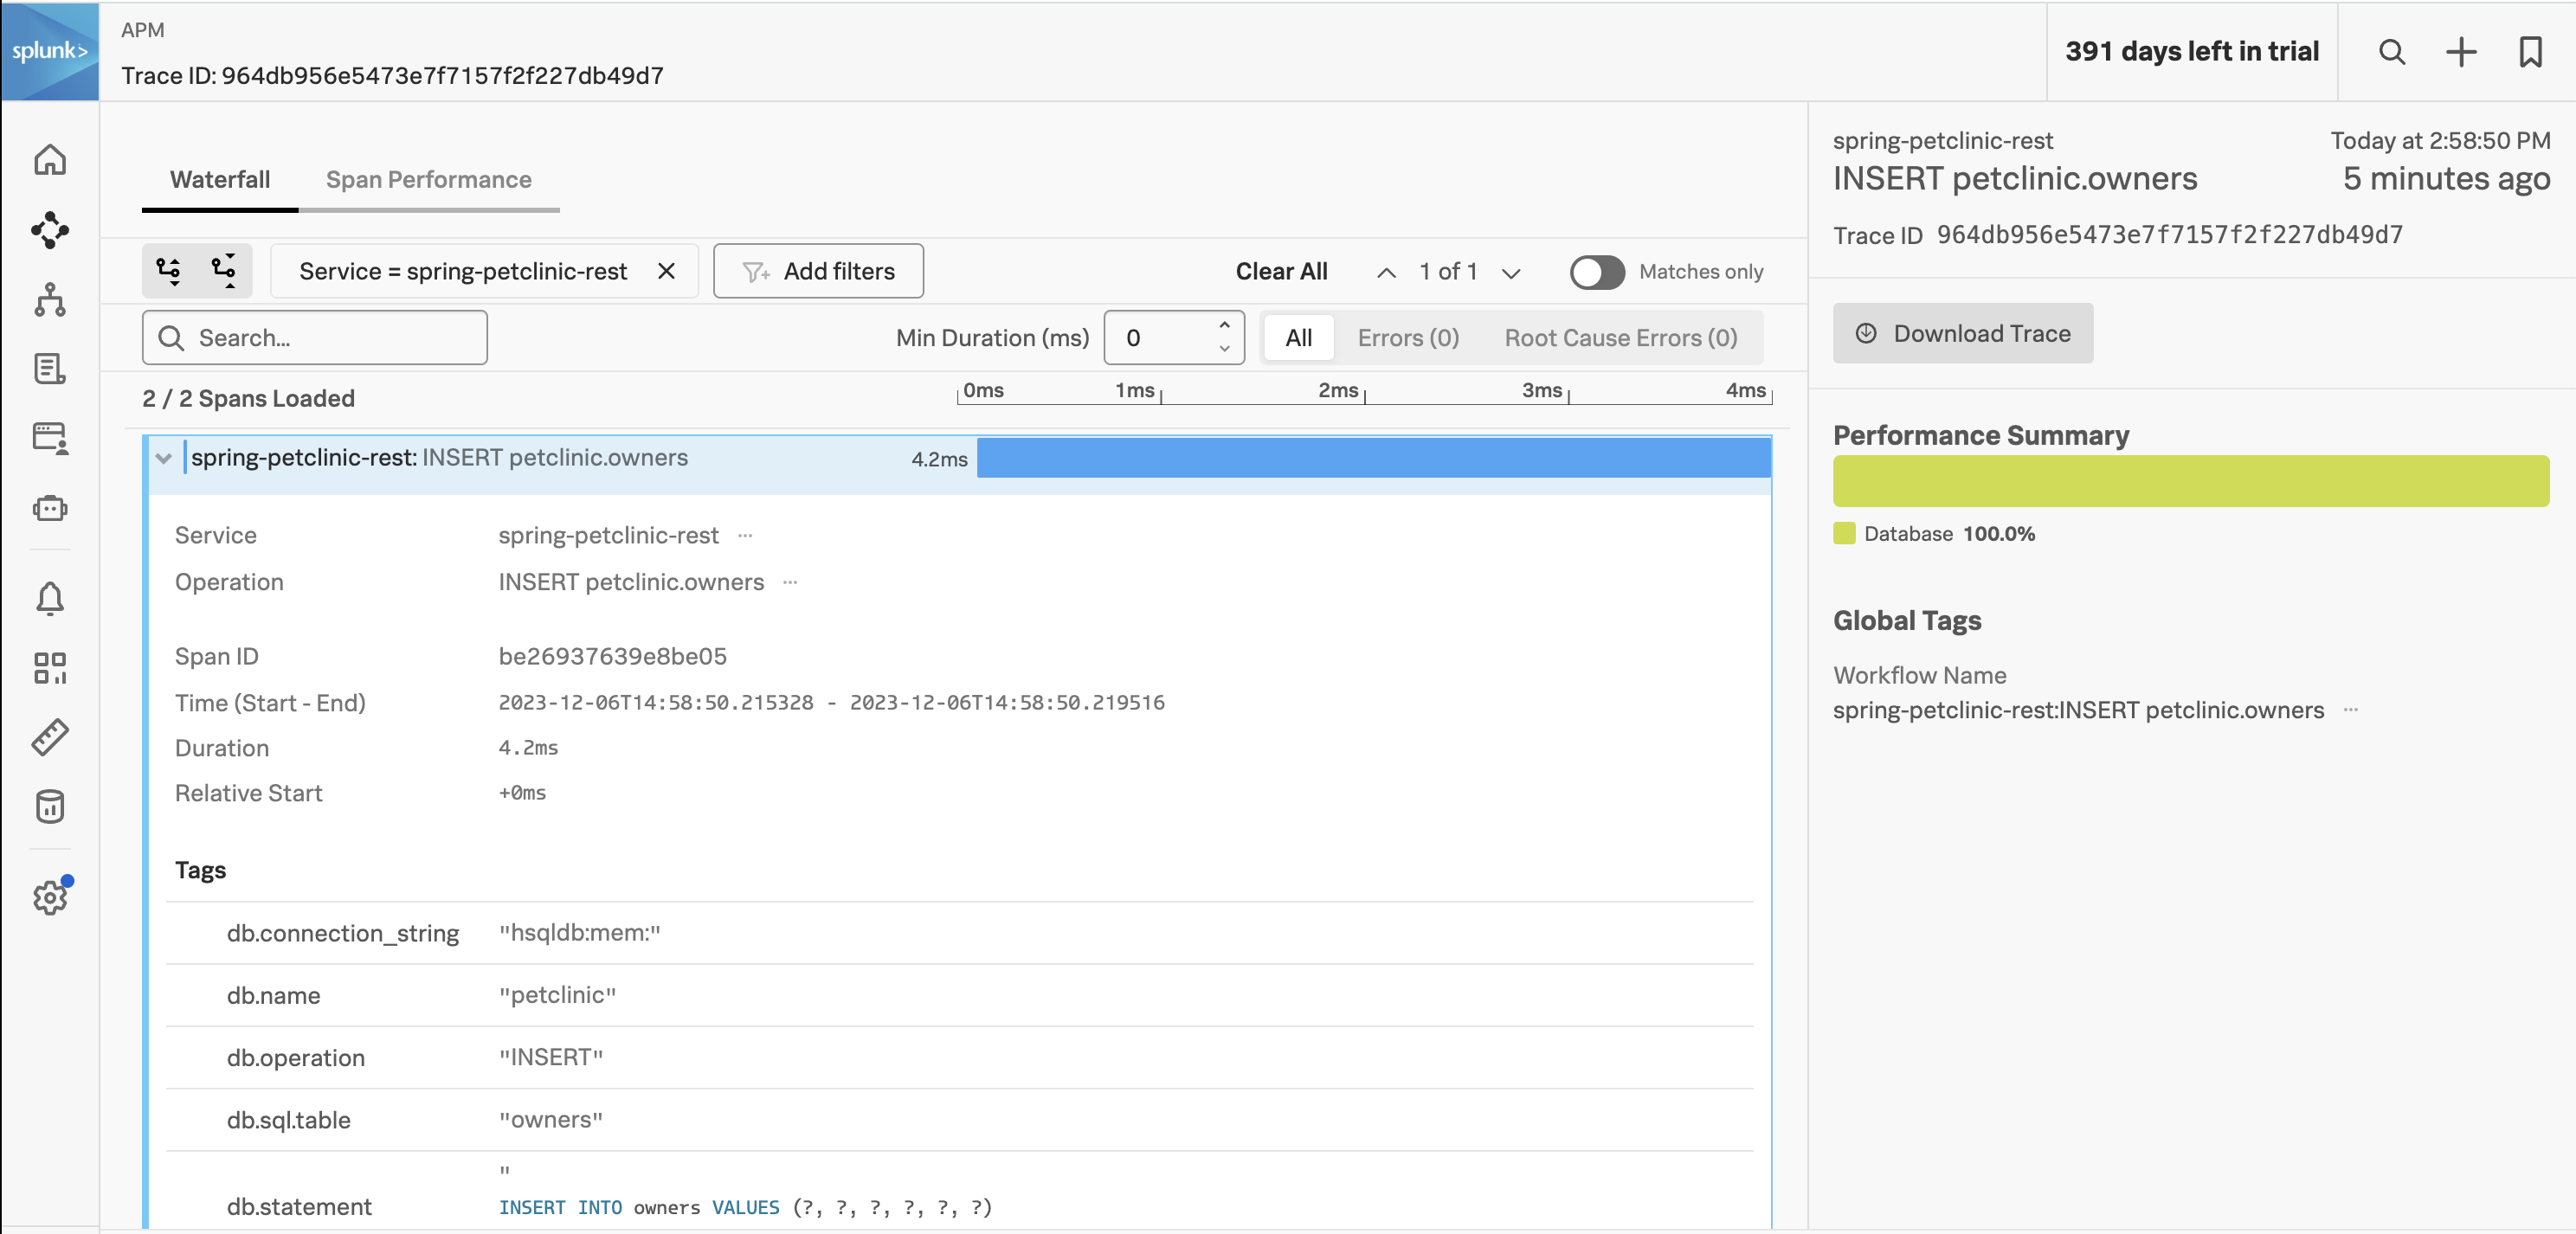 splunk>
APM
Trace ID: 964db956e5473e7f7157f2f227db49d7
391 days left in trial
Waterfall Span Performance
Service = spring-petclinic-rest
Add filters
Clear All
1 of 1
Matches only
Search...
Min Duration (ms) 0
All Errors (0) Root Cause Errors (0)
2 / 2 Spans Loaded
0ms 1ms 2ms 3ms 4ms
spring-petclinic-rest: INSERT petclinic.owners 4.2ms
Service spring-petclinic-rest ...
Operation INSERT petclinic.owners ...
Span ID be26937639e8be05
Time (Start - End) 2023-12-06T14:58:50.215328 - 2023-12-06T14:58:50.219516
Duration 4.2ms
Relative Start +0ms
Tags
db.connection_string "hsqldb:mem:"
db.name "petclinic"
db.operation "INSERT"
db.sql.table "owners"
"
db.statement INSERT INTO owners VALUES (?, ?, ?, ?, ?, ?)
spring-petclinic-rest Today at 2:58:50 PM
INSERT petclinic.owners 5 minutes ago
Trace ID 964db956e5473e7f7157f2f227db49d7
Download Trace
Performance Summary
Database 100.0%
Global Tags
Workflow Name
spring-petclinic-rest:INSERT petclinic.owners ...